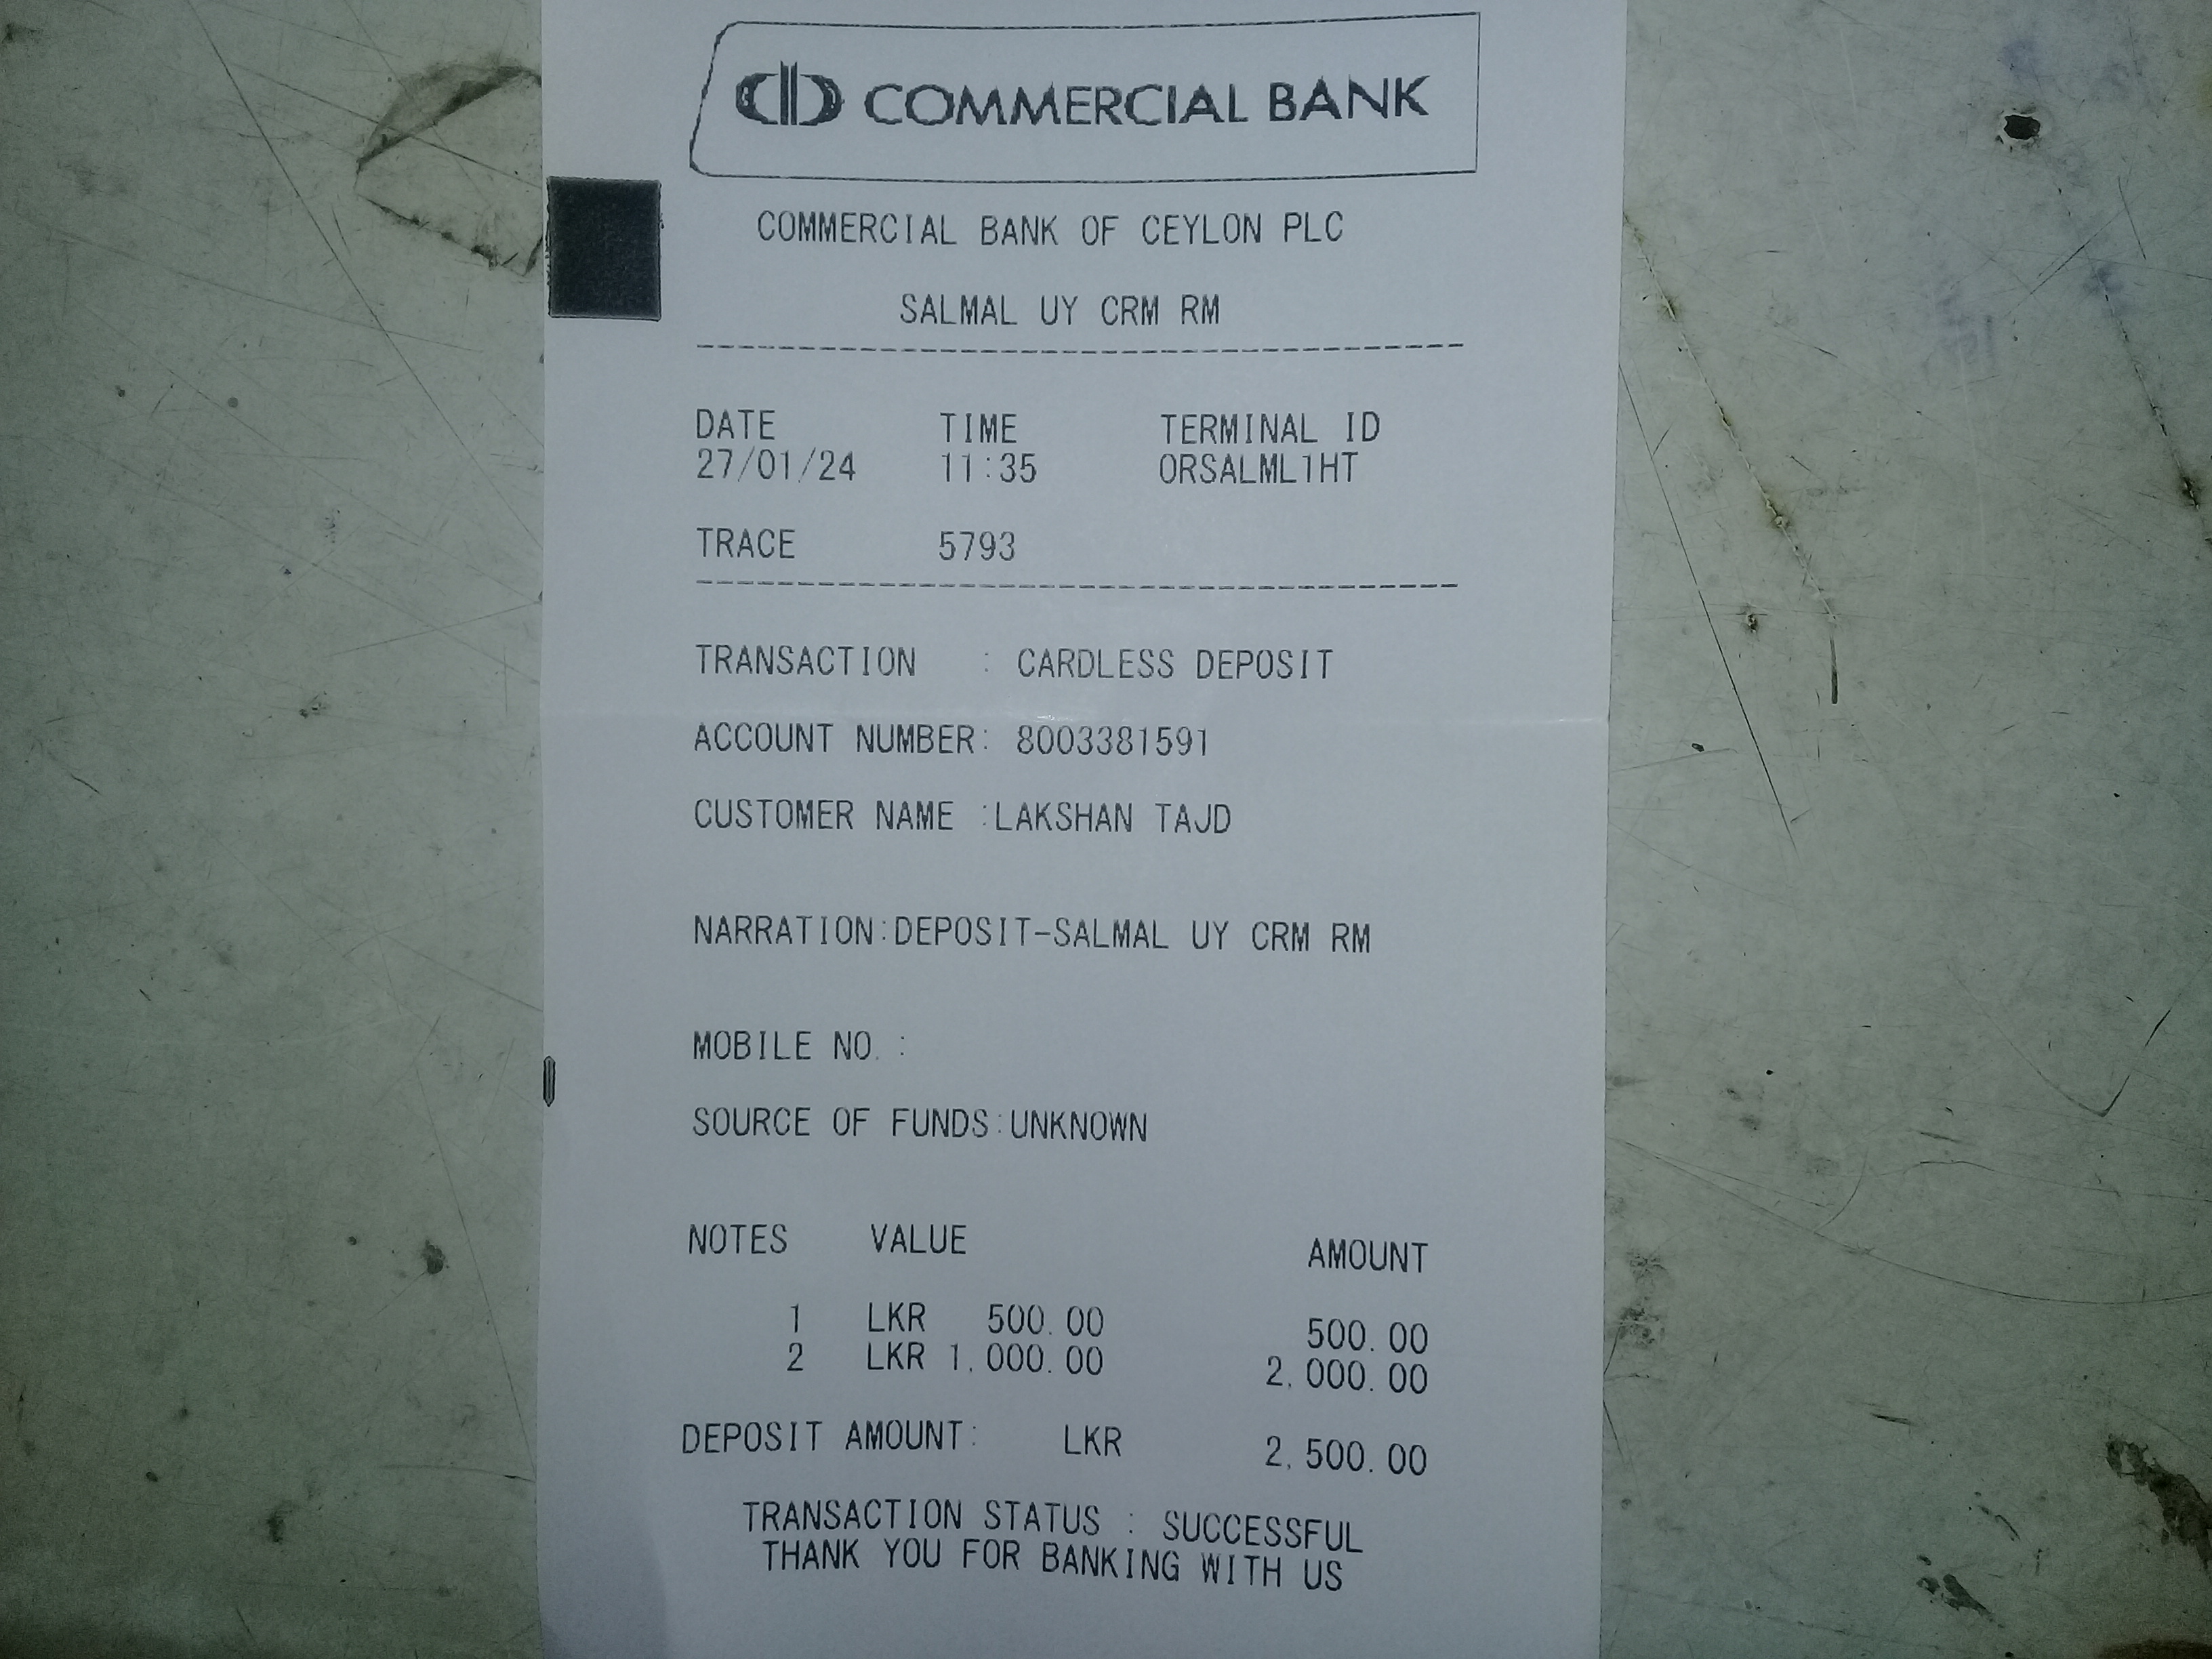 COMMERCIAL BANK
COMMERCIAL BANK OF CEYLON PLC
SALMAL UY CRM RM
DATE TIME TERMINAL ID
27/01/24 11:35 ORSALML1HT
TRACE 5793
TRANSACTION : CARDLESS DEPOSIT
ACCOUNT NUMBER: 8003381591
CUSTOMER NAME :LAKSHAN TAJD
NARRATION:DEPOSIT-SALMAL UY CRM RM
MOBILE NO. :
SOURCE OF FUNDS:UNKNOWN
NOTES VALUE AMOUNT
1 LKR 500.00 500.00
2 LKR 1,000.00 2,000.00
DEPOSIT AMOUNT: LKR 2,500.00
TRANSACTION STATUS : SUCCESSFUL
THANK YOU FOR BANKING WITH US